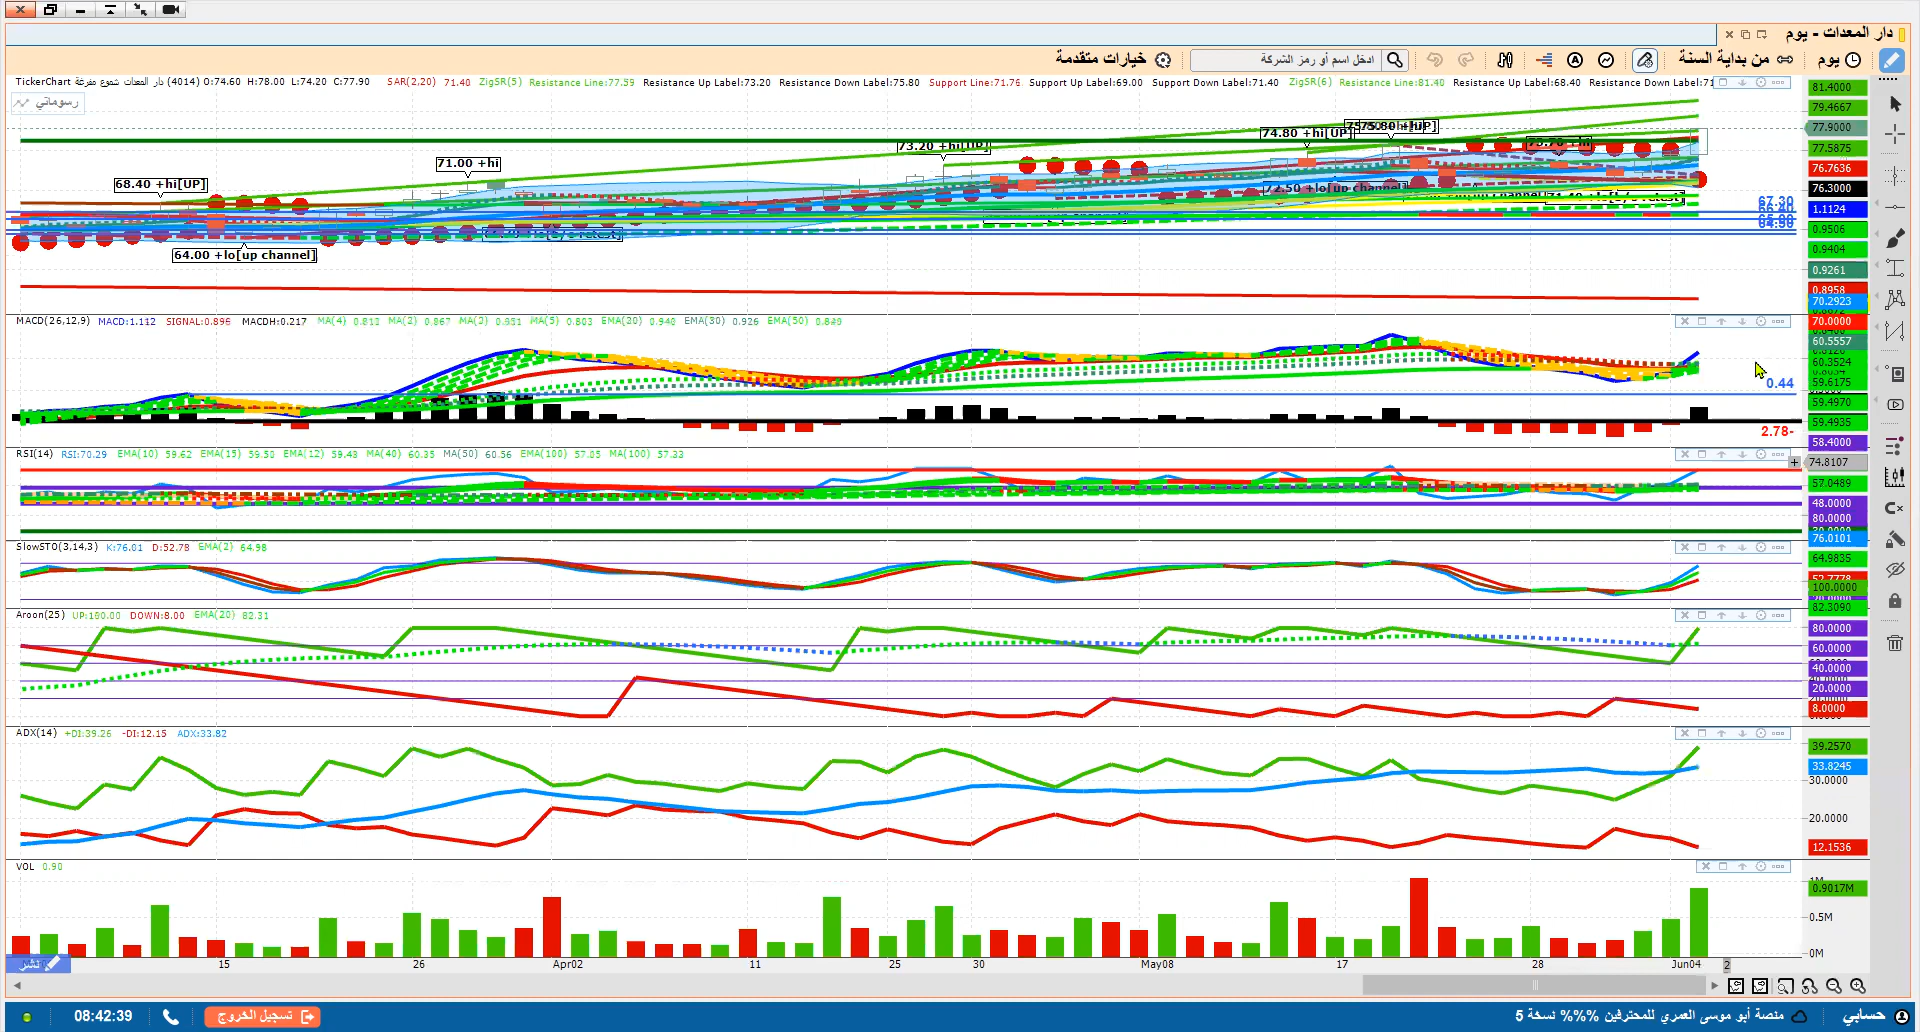 دار المعدات - يوم
يوم
من بداية السنة
ادخل اسم أو رمز الشركة
خيارات متقدمة
TickerChart دار المعدات شموع مفرغة (4014) O:74.60 H:78.00 L:74.20 C:77.90 SAR(2,20) 71.40 ZigSR(5) Resistance Line:77.59 Resistance Up Label:73.20 Resistance Down Label:75.80 Support Line:71.76 Support Up Label:69.00 Support Down Label:71.40 ZigSR(6) Resistance Line:81.40 Resistance Up Label:68.40 Resistance Down Label:71
رسوماتي
81.4000
79.4667
77.9000
77.5875
76.7636
76.3000
1.1124
0.9506
0.9404
0.9261
0.8958
70.2923
74.80 +hi[UP]
73.20 +hi[UP]
71.00 +hi
68.40 +hi[UP]
72.50 +lo[up channel]
64.00 +lo[up channel]
67.30
MACD(26,12,9) MACD:1.112 SIGNAL:0.896 MACDH:0.217 MA(4) 0.810 MA(2) 0.967 MA(3) 0.851 MA(5) 0.803 EMA(20) 0.940 EMA(30) 0.926 EMA(50) 0.849
70.0000
60.5557
60.3524
59.6175
59.4970
59.4935
58.4000
0.44
2.78-
RSI(14) RSI:70.29 EMA(10) 59.62 EMA(15) 59.50 EMA(12) 59.43 MA(40) 60.35 MA(50) 60.56 EMA(100) 57.05 MA(100) 57.33
74.8107
57.0489
48.0000
80.0000
76.0101
SlowSTO(3,14,3) K:76.01 D:52.78 EMA(2) 64.98
64.9835
52.7778
100.0000
82.3090
Aroon(25) UP:100.00 DOWN:8.00 EMA(20) 82.31
80.0000
60.0000
40.0000
20.0000
8.0000
ADX(14) +DI:39.26 -DI:12.15 ADX:33.82
39.2570
33.8245
30.0000
20.0000
12.1536
VOL 0.90
1M
0.9017M
0.5M
0M
نشر
15 26 Apr02 11 25 30 May08 17 28 Jun04 2
08:42:39
تسجيل الخروج
منصة أبو موسى العمري للمحترفين %%% نسخة 5
حسابي